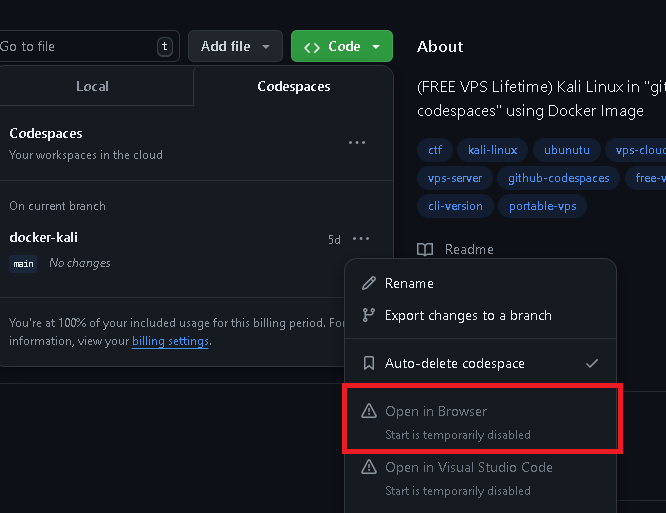 Go to file
t
Add file
<> Code
About
Local
Codespaces
(FREE VPS Lifetime) Kali Linux in "
codespaces" using Docker Image
Codespaces
Your workspaces in the cloud
ctf
kali-linux
ubunutu
vps-server
github-codespaces
cli-version
portable-vps
On current branch
docker-kali
5d
main
No changes
Readme
You're at 100% of your included usage for this billing period. For
information, view your billing settings.
Rename
Export changes to a branch
Auto-delete codespace
Open in Browser
Start is temporarily disabled
Open in Visual Studio Code
Start is temporarily disabled